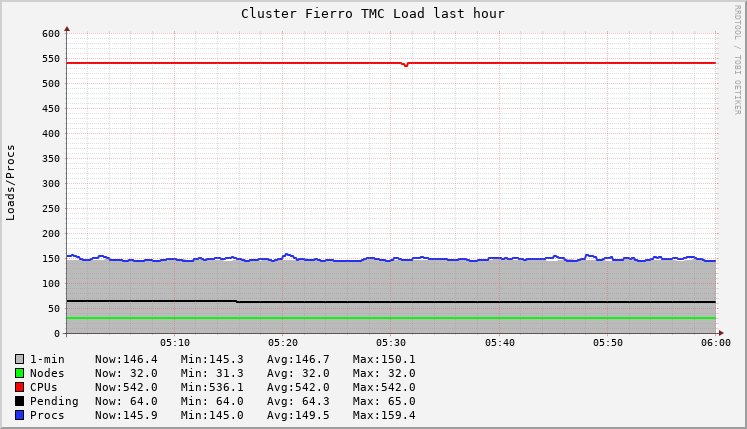 Cluster Fierro TMC Load last hour
RRDTOOL / TOBI OETIKER
Loads/Procs
600
550
500
450
400
350
300
250
200
150
100
50
0
05:10 05:20 05:30 05:40 05:50 06:00
1-min Now:146.4 Min:145.3 Avg:146.7 Max:150.1
Nodes Now: 32.0 Min: 31.3 Avg: 32.0 Max: 32.0
CPUs Now:542.0 Min:536.1 Avg:542.0 Max:542.0
Pending Now: 64.0 Min: 64.0 Avg: 64.3 Max: 65.0
Procs Now:145.9 Min:145.0 Avg:149.5 Max:159.4